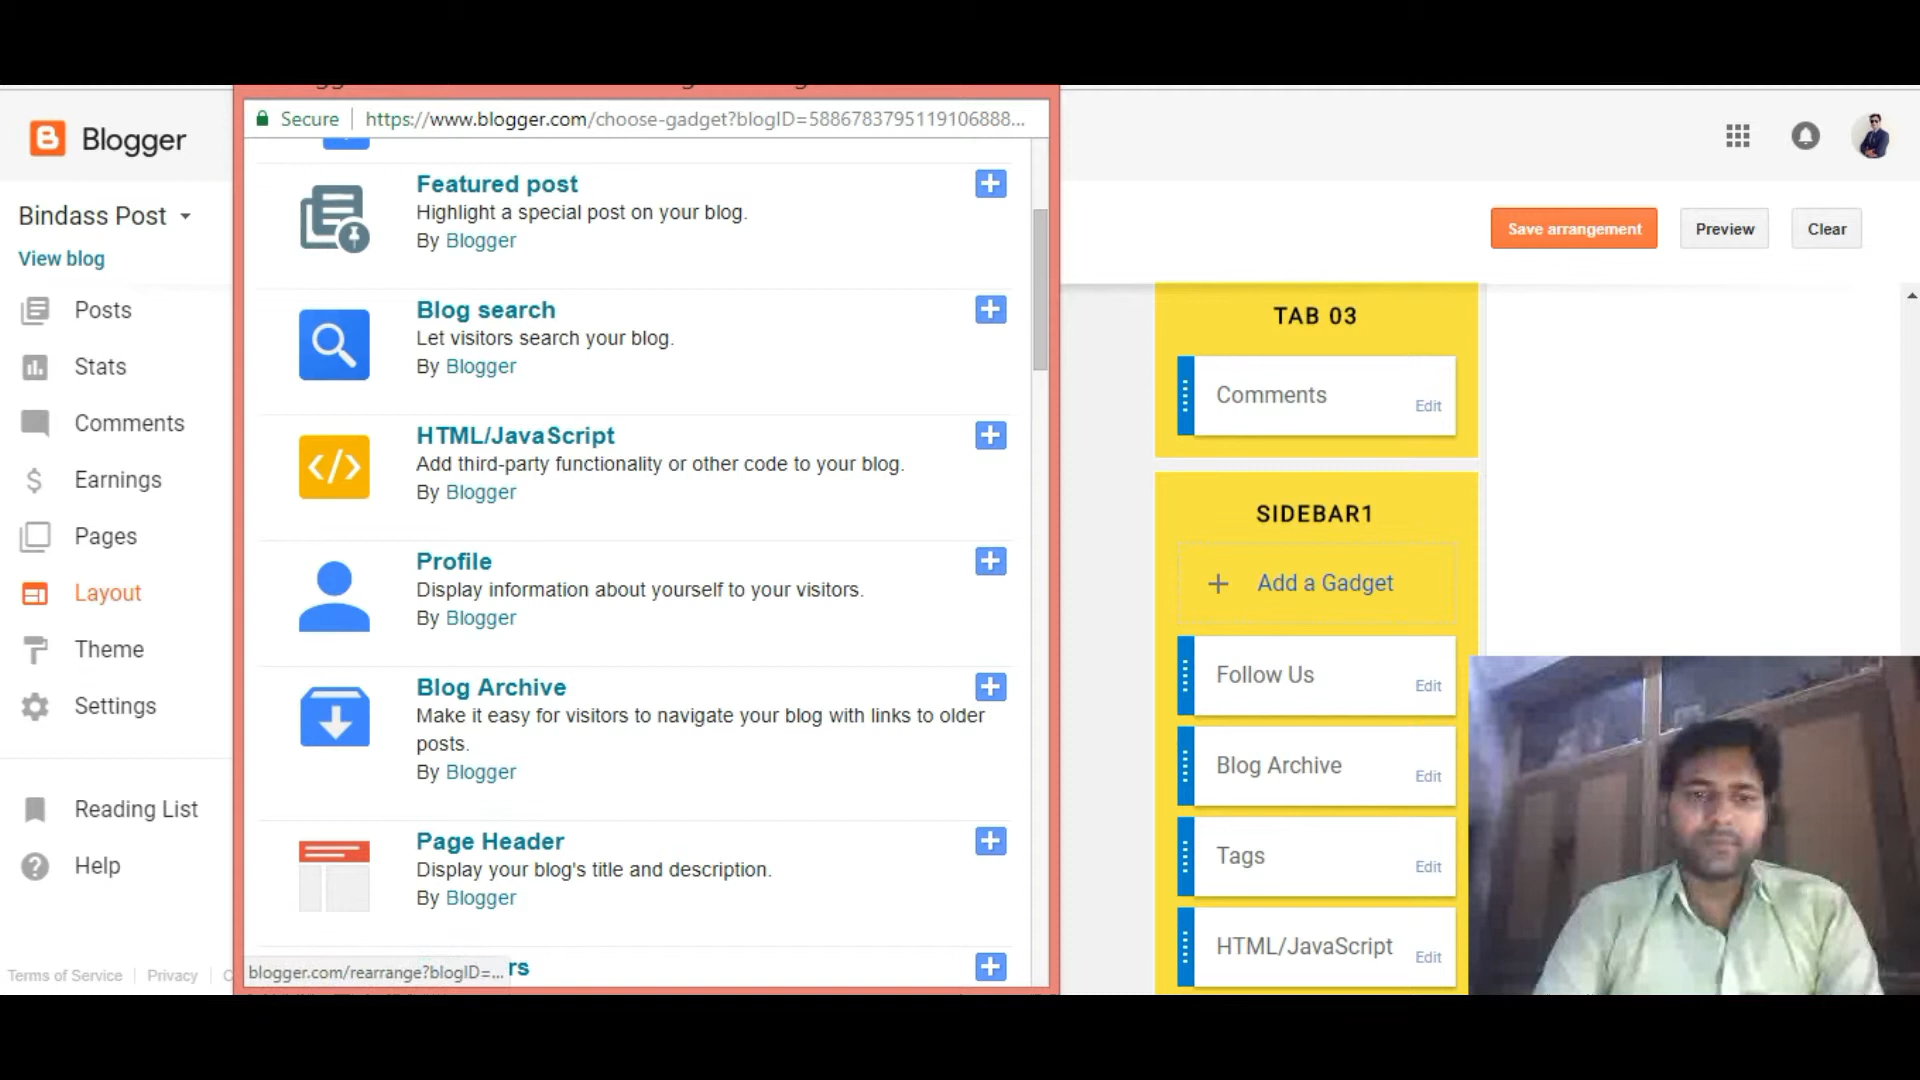 Secure https://www.blogger.com/choose-gadget?blogID=5886783795119106888...
Blogger
Bindass Post
View blog
Posts
Stats
Comments
Earnings
Pages
Layout
Theme
Settings
Reading List
Help
Terms of Service
Privacy
Featured post
Highlight a special post on your blog.
By Blogger
Blog search
Let visitors search your blog.
By Blogger
HTML/JavaScript
Add third-party functionality or other code to your blog.
By Blogger
Profile
Display information about yourself to your visitors.
By Blogger
Blog Archive
Make it easy for visitors to navigate your blog with links to older
posts.
By Blogger
Page Header
Display your blog's title and description.
By Blogger
blogger.com/rearrange?blogID=...
Save arrangement
Preview
Clear
TAB 03
Comments
Edit
SIDEBAR1
Add a Gadget
Follow Us
Edit
Blog Archive
Edit
Tags
Edit
HTML/JavaScript
Edit